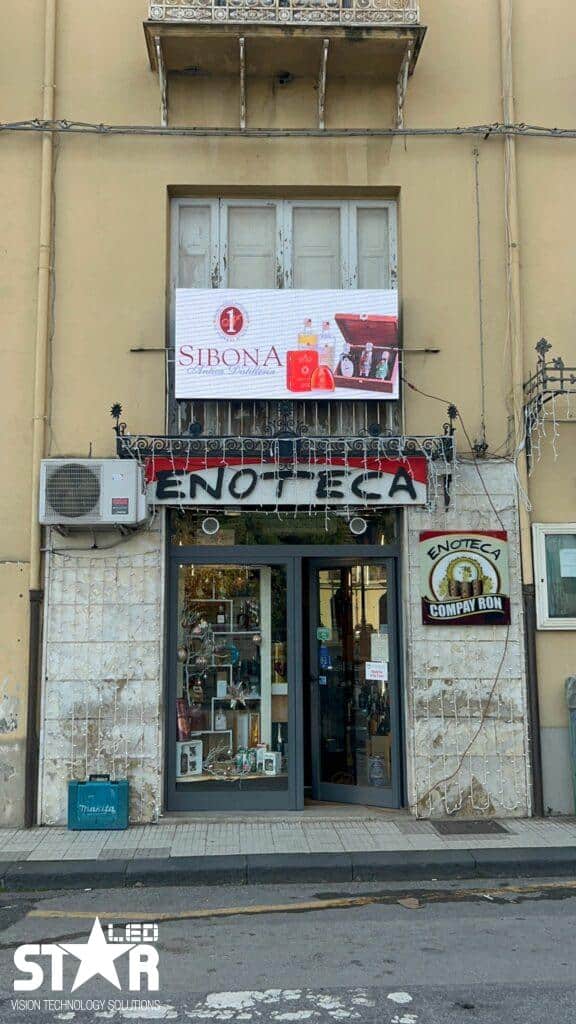 1
SIBONA
Antica Distilleria
ENOTECA
ENOTECA
COMPAY RON
makita
LED
STAR
VISION TECHNOLOGY SOLUTIONS